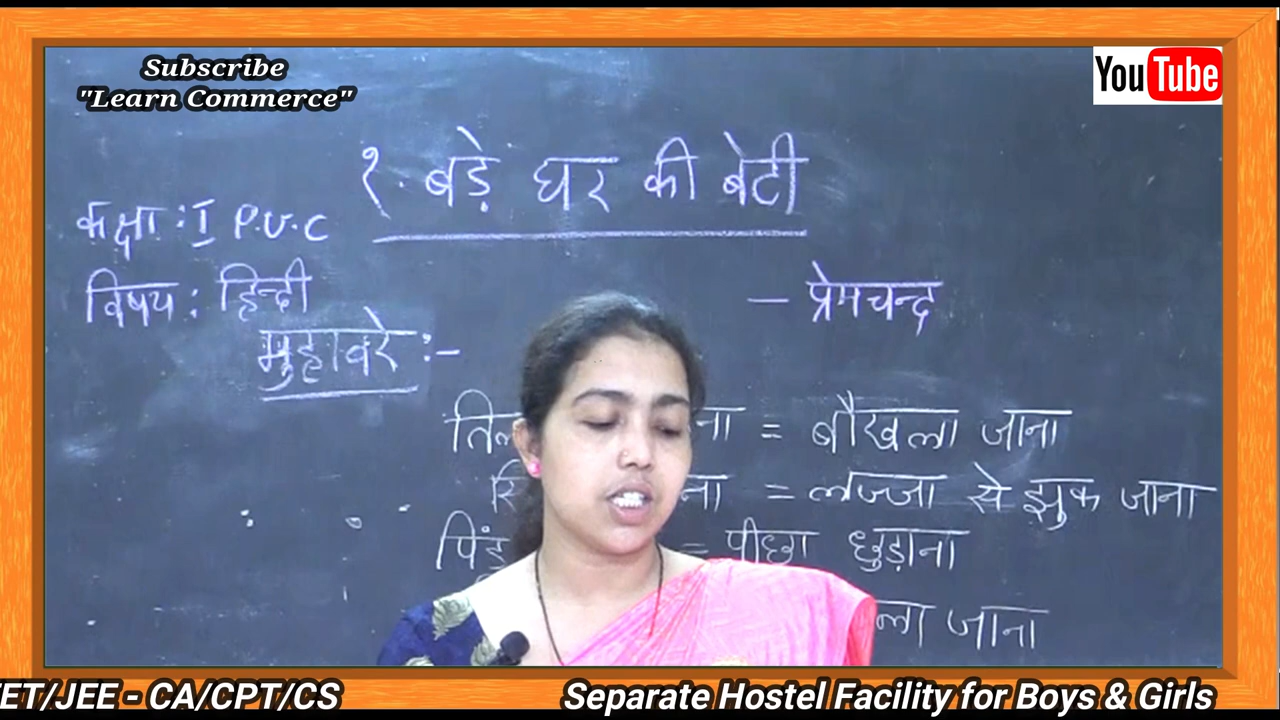 Subscribe
"Learn Commerce"
YouTube
१. बड़े घर की बेटी
कक्षा : I P.U.C
विषय : हिन्दी
– प्रेमचन्द
मुहावरे :-
= बौखला जाना
= लज्जा से झुक जाना
= पीछा छुड़ाना
जाना
ET/JEE - CA/CPT/CS Separate Hostel Facility for Boys & Girls